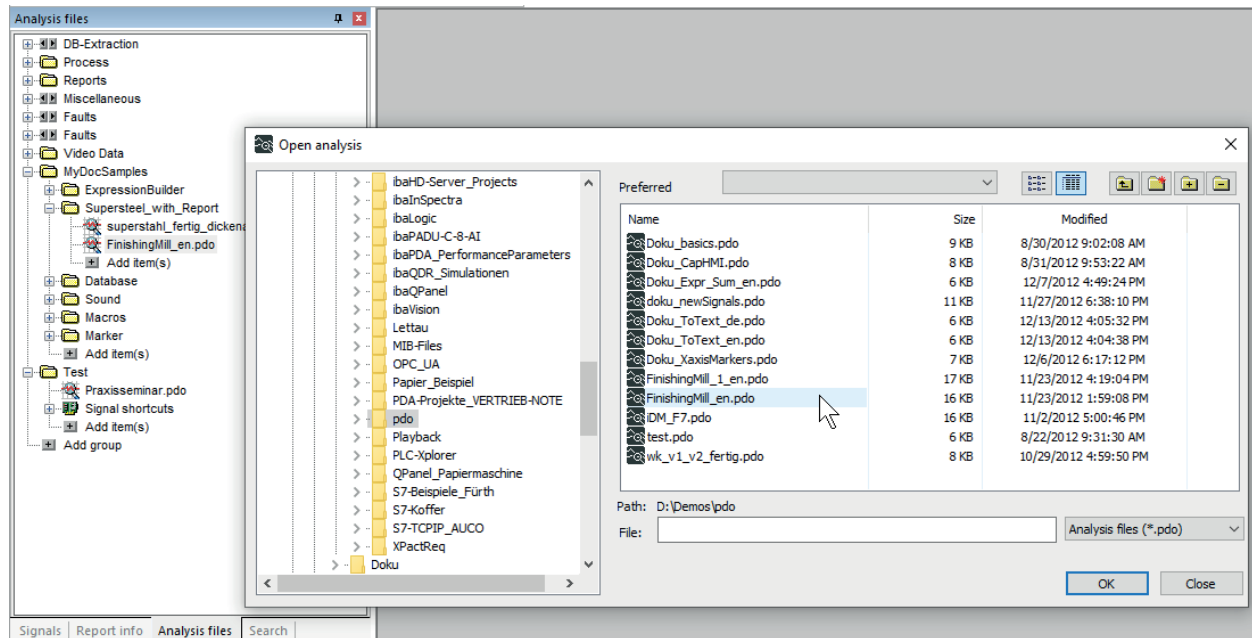 Analysis files
DB-Extraction
Process
Reports
Miscellaneous
Faults
Faults
Video Data
MyDocSamples
ExpressionBuilder
Supersteel_with_Report
superstahl_fertig_dicken
FinishingMill_en.pdo
Add item(s)
Database
Sound
Macros
Marker
Add item(s)
Test
Praxisseminar.pdo
Signal shortcuts
Add item(s)
Add group
Signals Report info Analysis files Search
Open analysis
ibaHD-Server_Projects
ibaInSpectra
ibaLogic
ibaPADU-C-8-AI
ibaPDA_PerformanceParameters
ibaQDR_Simulationen
ibaQPanel
ibaVision
Lettau
MIB-Files
OPC_UA
Papier_Beispiel
PDA-Projekte_VERTRIEB-NOTE
pdo
Playback
PLC-Xplorer
QPanel_Papiermaschine
S7-Beispiele_Fürth
S7-Koffer
S7-TCPIP_AUCO
XPactReq
Doku
Preferred
Name Size Modified
Doku_basics.pdo 9 KB 8/30/2012 9:02:08 AM
Doku_CapHMI.pdo 8 KB 8/31/2012 9:53:22 AM
Doku_Expr_Sum_en.pdo 6 KB 12/7/2012 4:49:24 PM
doku_newSignals.pdo 11 KB 11/27/2012 6:38:10 PM
Doku_ToText_de.pdo 6 KB 12/13/2012 4:05:32 PM
Doku_ToText_en.pdo 6 KB 12/13/2012 4:04:38 PM
Doku_XaxisMarkers.pdo 7 KB 12/6/2012 6:17:12 PM
FinishingMill_1_en.pdo 17 KB 11/23/2012 4:19:04 PM
FinishingMill_en.pdo 16 KB 11/23/2012 1:59:08 PM
iDM_F7.pdo 16 KB 11/2/2012 5:00:46 PM
test.pdo 6 KB 8/22/2012 9:31:30 AM
wk_v1_v2_fertig.pdo 8 KB 10/29/2012 4:59:50 PM
Path: D:\Demos\pdo
File: Analysis files (*.pdo)
OK Close